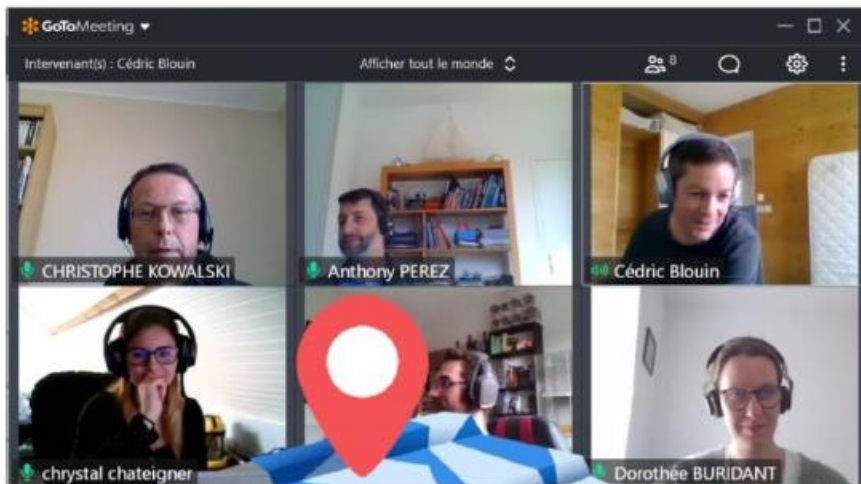 GoToMeeting
Intervenant(s) : Cédric Blouin
Afficher tout le monde
8
CHRISTOPHE KOWALSKI
Anthony PEREZ
Cédric Blouin
chrystal chateigner
Dorothée BURIDANT